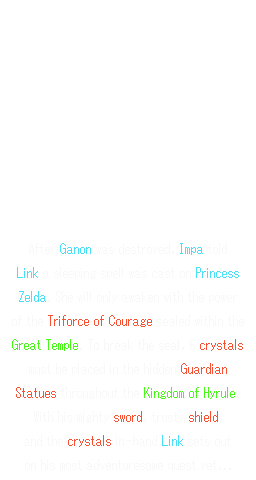 After Ganon was destroyed, Impa told
Link a sleeping spell was cast on Princess
Zelda. She will only awaken with the power
of the Triforce of Courage sealed within the
Great Temple. To break the seal, crystals
must be placed in the hidden Guardian
Statues throughout the Kingdom of Hyrule.
With his mighty sword, trusty shield
and the crystals in-hand, Link sets out
on his most adventuresome quest yet...